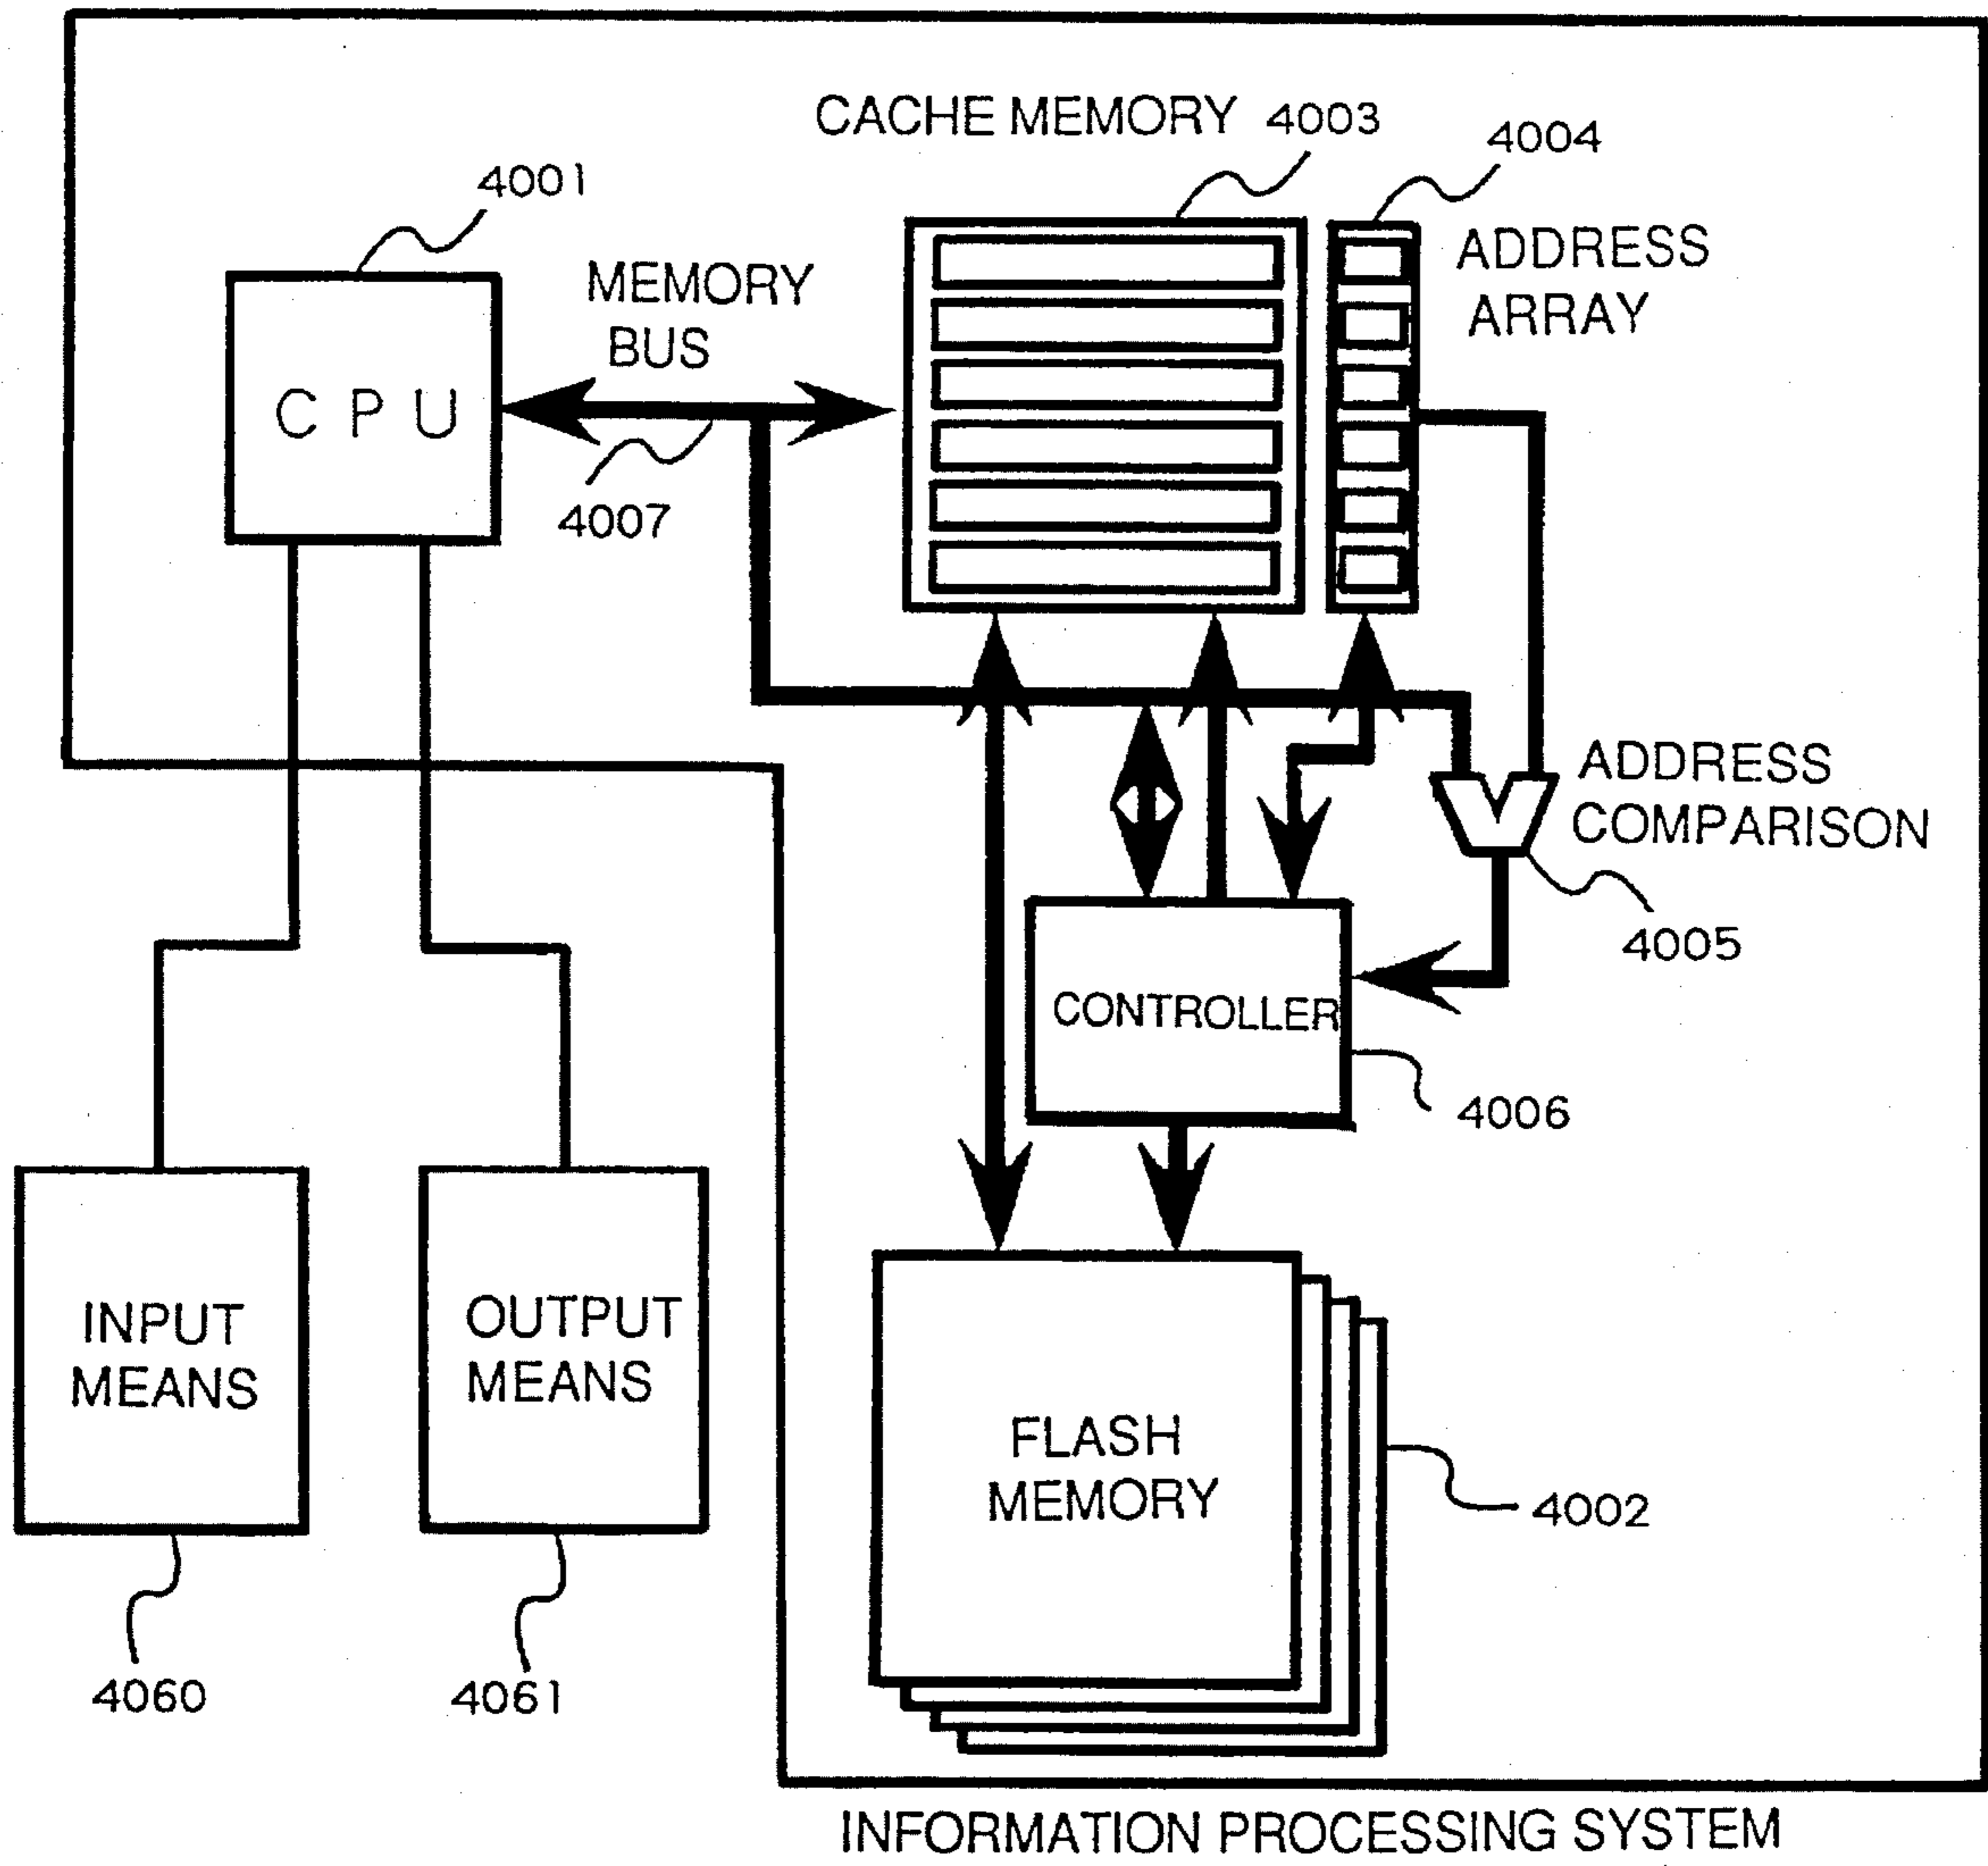 CACHE MEMORY 4003
4004
4001
ADDRESS
ARRAY
MEMORY
BUS
C P U
4007
ADDRESS
COMPARISON
4005
CONTROLLER
4006
INPUT
MEANS
OUTPUT
MEANS
FLASH
MEMORY
4002
4060
4061
INFORMATION PROCESSING SYSTEM